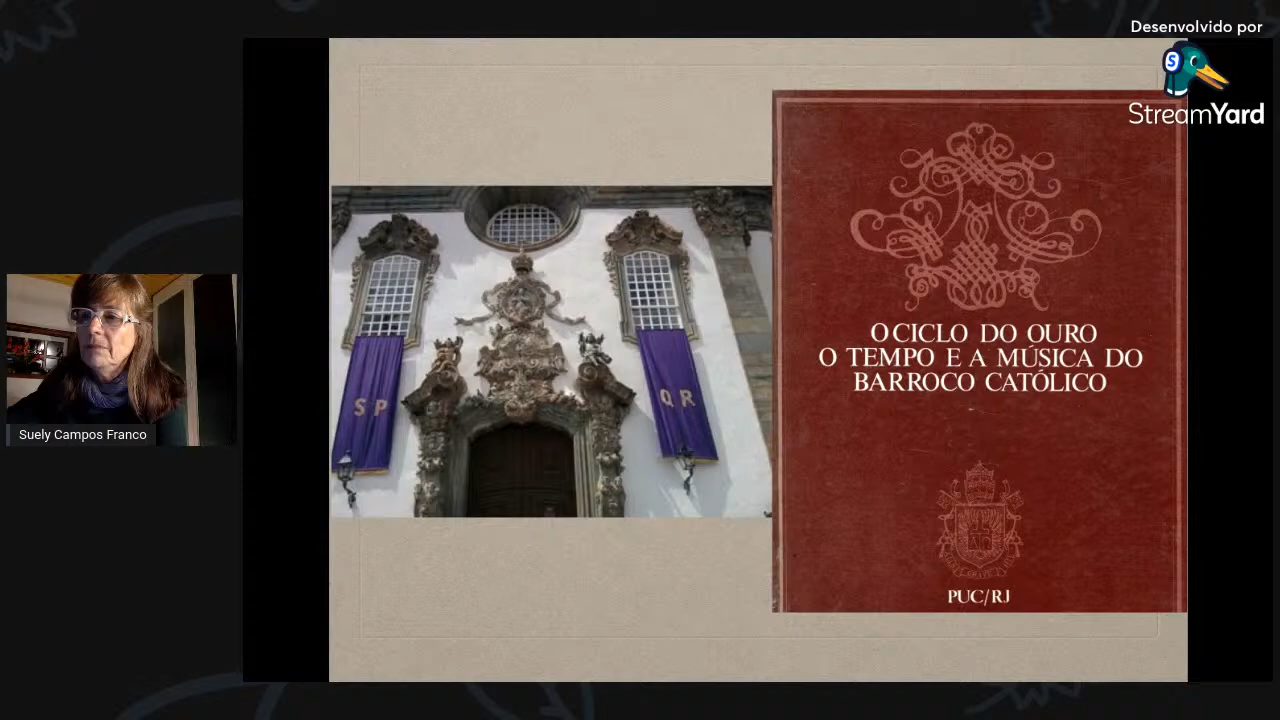 Desenvolvido por
StreamYard
Suely Campos Franco
S P
Q R
O CICLO DO OURO
O TEMPO E A MÚSICA DO
BARROCO CATÓLICO
PUC/RJ